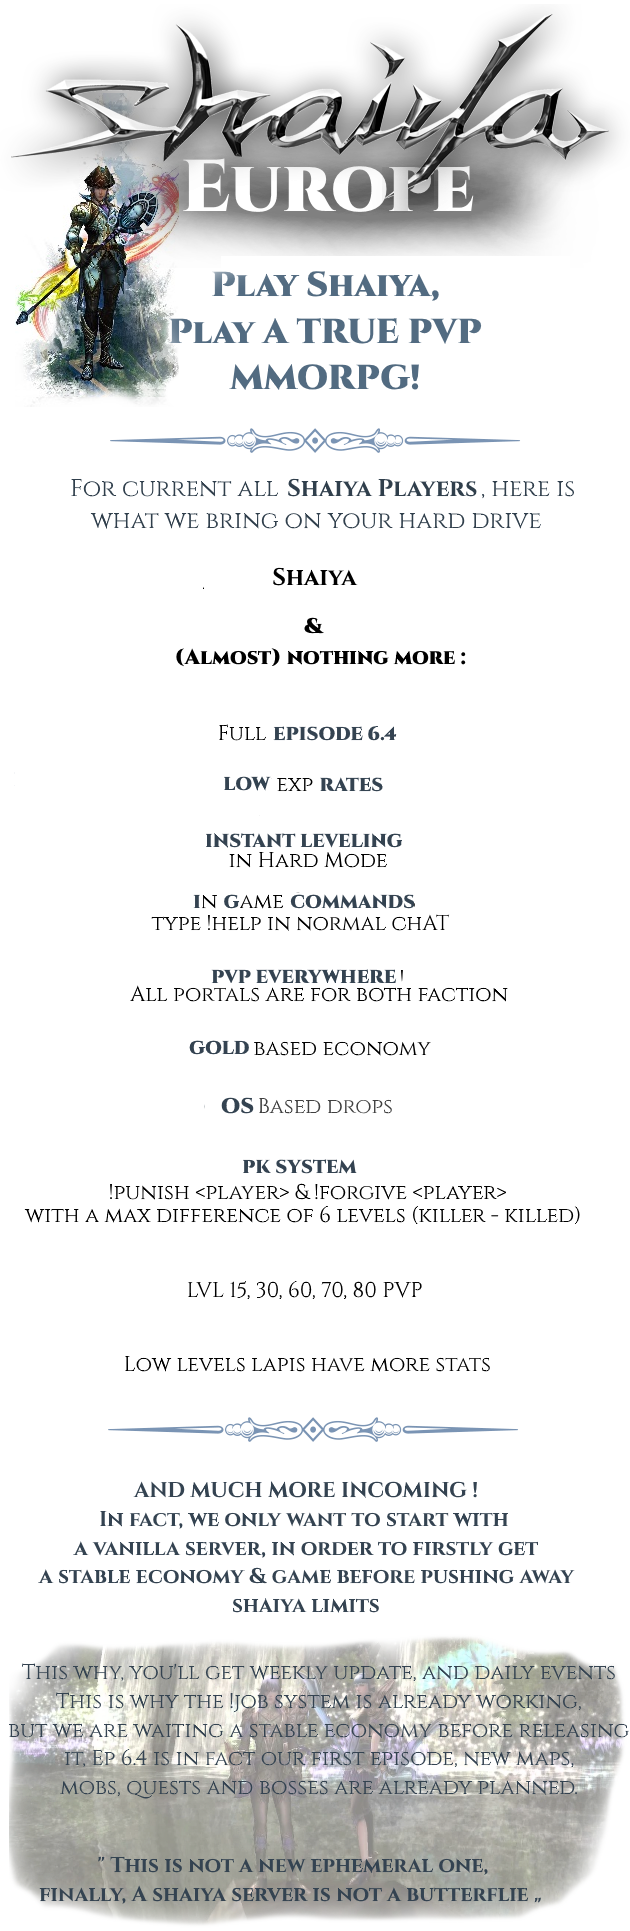 Shaiya
Europe
Play Shaiya,
Play a TRUE PVP
MMORPG!
For current all Shaiya Players, here is
what we bring on your hard drive
Shaiya
&
(Almost) nothing more :
Full episode 6.4
low exp rates
instant leveling
in Hard Mode
In game commands
type !help in normal chAT
pvp everywhere !
All portals are for both faction
gold based economy
OS Based drops
pk system
!punish <player> & !forgive <player>
with a max difference of 6 levels (killer - killed)
LVL 15, 30, 60, 70, 80 PVP
Low levels lapis have more stats
AND MUCH MORE INCOMING !
In fact, we only want to start with
a vanilla server, in order to firstly get
a stable economy & game before pushing away
shaiya limits
This why, you'll get weekly update, and daily events
This is why the !job system is already working,
but we are waiting a stable economy before releasing
it, Ep 6.4 is in fact our first episode, new maps,
mobs, quests and bosses are already planned.
" This is not a new ephemeral one,
finally, A shaiya server is not a butterflie „